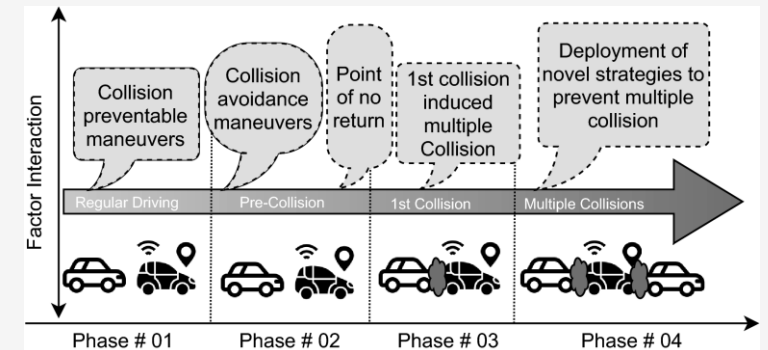 Factor Interaction
Collision
preventable
maneuvers
Collision
avoidance
maneuvers
Point
of no
return
1st collision
induced
multiple
Collision
Deployment of
novel strategies to
prevent multiple
collision
Regular Driving
Pre-Collision
1st Collision
Multiple Collisions
Phase # 01
Phase # 02
Phase # 03
Phase # 04